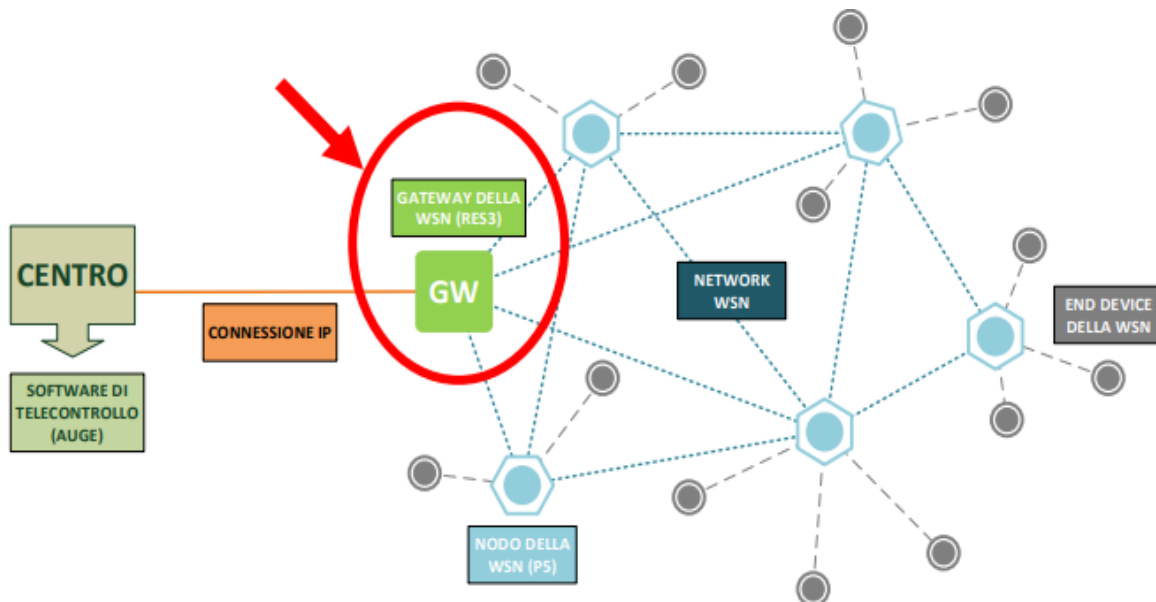 GATEWAY DELLA
WSN (RES3)
CENTRO
GW
NETWORK
WSN
CONNESSIONE IP
END DEVICE
DELLA WSN
SOFTWARE DI
TELECONTROLLO
(AUGE)
NODO DELLA
WSN (P5)